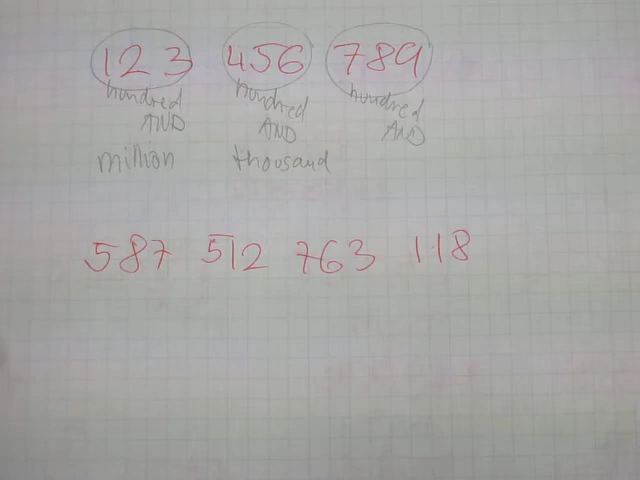 123 456 789
hundred hundred hundred
AND AND AND
million thousand
587 512 763 118